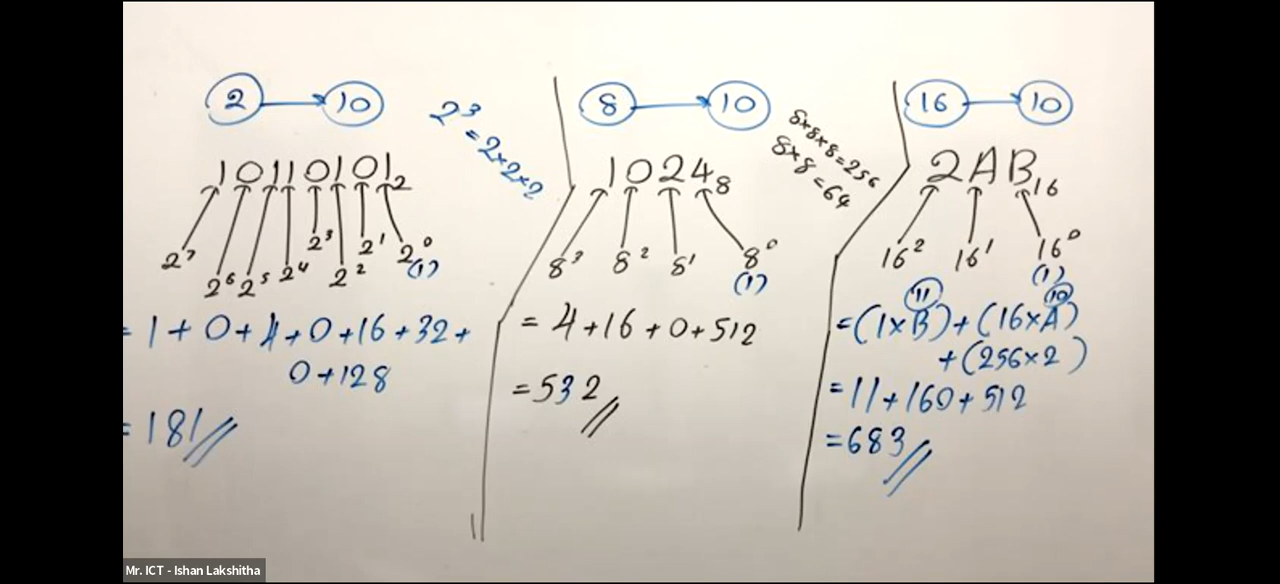 2 → 10
10110101₂
2⁷ 2⁶ 2⁵ 2⁴ 2³ 2² 2¹ 2⁰
(1)
= 1 + 0 + 4 + 0 + 16 + 32 +
0 + 128
= 181
2³ = 2×2×2
8 → 10
1024₈
8³ 8² 8¹ 8⁰
(1)
= 4 + 16 + 0 + 512
= 532
8×8×8=256
8×8=64
16 → 10
2AB₁₆
16² 16¹ 16⁰
(1)
11 10
=(1×B)+(16×A)
+(256×2)
= 11+160+512
=683
Mr. ICT - Ishan Lakshitha